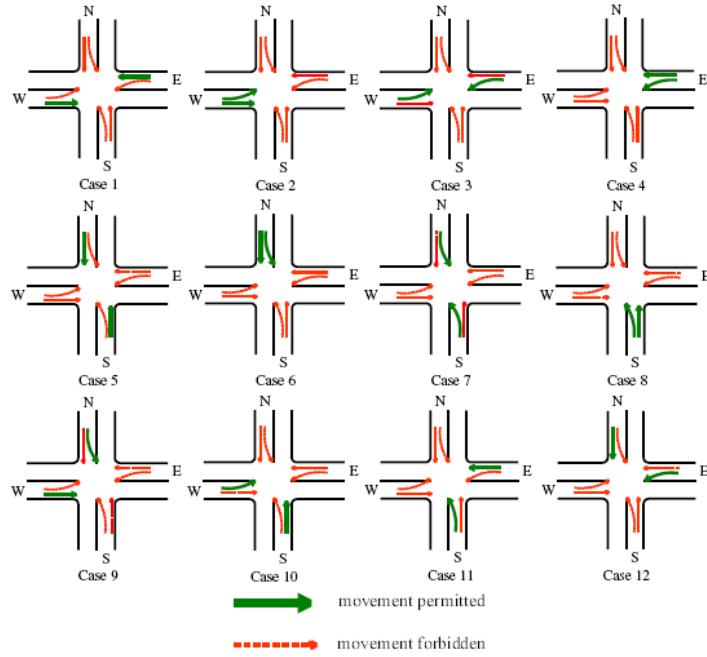 N N N N
E E E E
W W W W
S S S S
Case 1 Case 2 Case 3 Case 4
N N N N
E E E E
W W W W
S S S S
Case 5 Case 6 Case 7 Case 8
N N N N
E E E E
W W W W
S S S S
Case 9 Case 10 Case 11 Case 12
movement permitted
movement forbidden